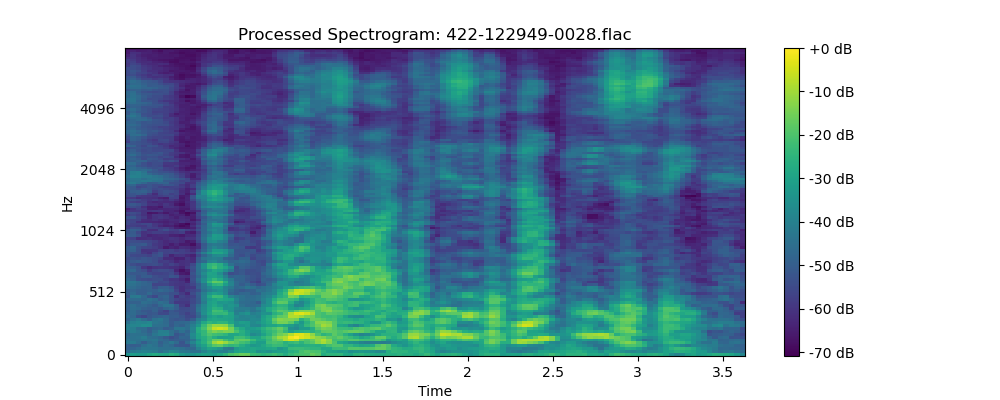 Processed Spectrogram: 422-122949-0028.flac
Hz
4096
2048
1024
512
0
0
0.5
1
1.5
2
2.5
3
3.5
Time
+0 dB
-10 dB
-20 dB
-30 dB
-40 dB
-50 dB
-60 dB
-70 dB